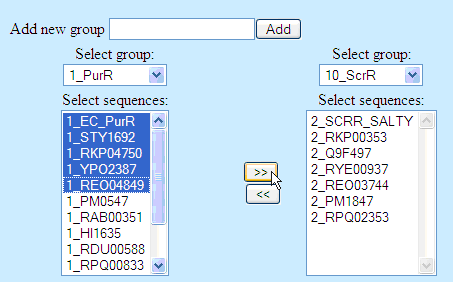 Add new group Add
Select group: Select group:
1_PurR 10_ScrR
Select sequences: Select sequences:
1_EC_PurR 2_SCRR_SALTY
1_STY1692 2_RKP00353
1_RKP04750 2_Q9F497
1_YPO2387 2_RYE00937
1_REO04849 2_REO03744
1_PM0547 2_PM1847
1_RAB00351 2_RPQ02353
1_HI1635
1_RDU00588
1_RPQ00833
>>
<<